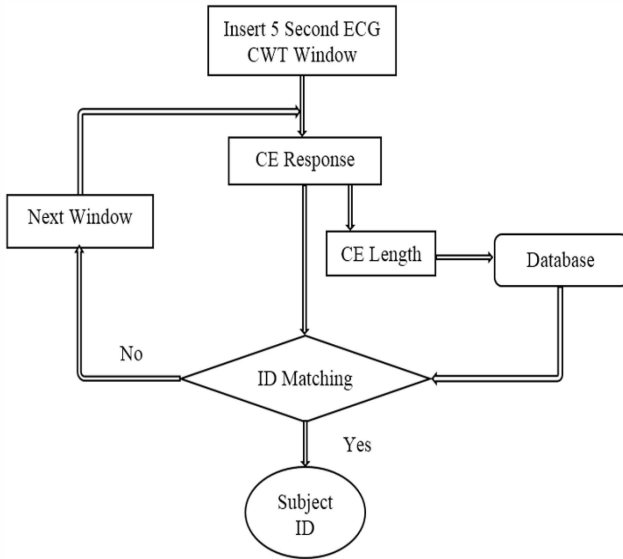 Insert 5 Second ECG
CWT Window
CE Response
Next Window
CE Length
Database
No
ID Matching
Yes
Subject
ID